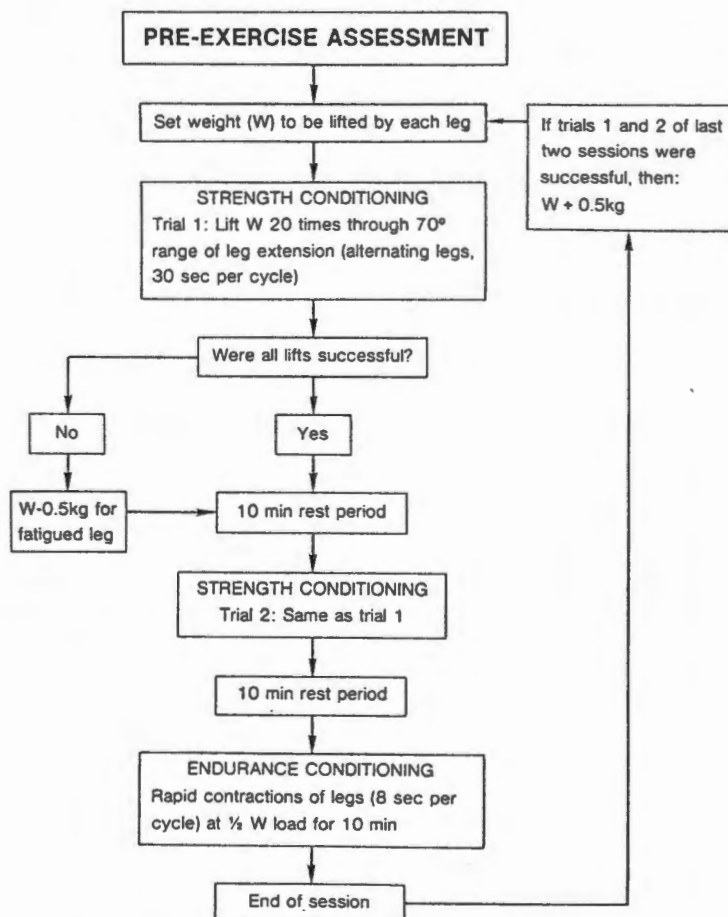 PRE-EXERCISE ASSESSMENT
Set weight (W) to be lifted by each leg
If trials 1 and 2 of last
two sessions were
successful, then:
W + 0.5kg
STRENGTH CONDITIONING
Trial 1: Lift W 20 times through 70°
range of leg extension (alternating legs,
30 sec per cycle)
Were all lifts successful?
No
Yes
W-0.5kg for
fatigued leg
10 min rest period
STRENGTH CONDITIONING
Trial 2: Same as trial 1
10 min rest period
ENDURANCE CONDITIONING
Rapid contractions of legs (8 sec per
cycle) at ½ W load for 10 min
End of session